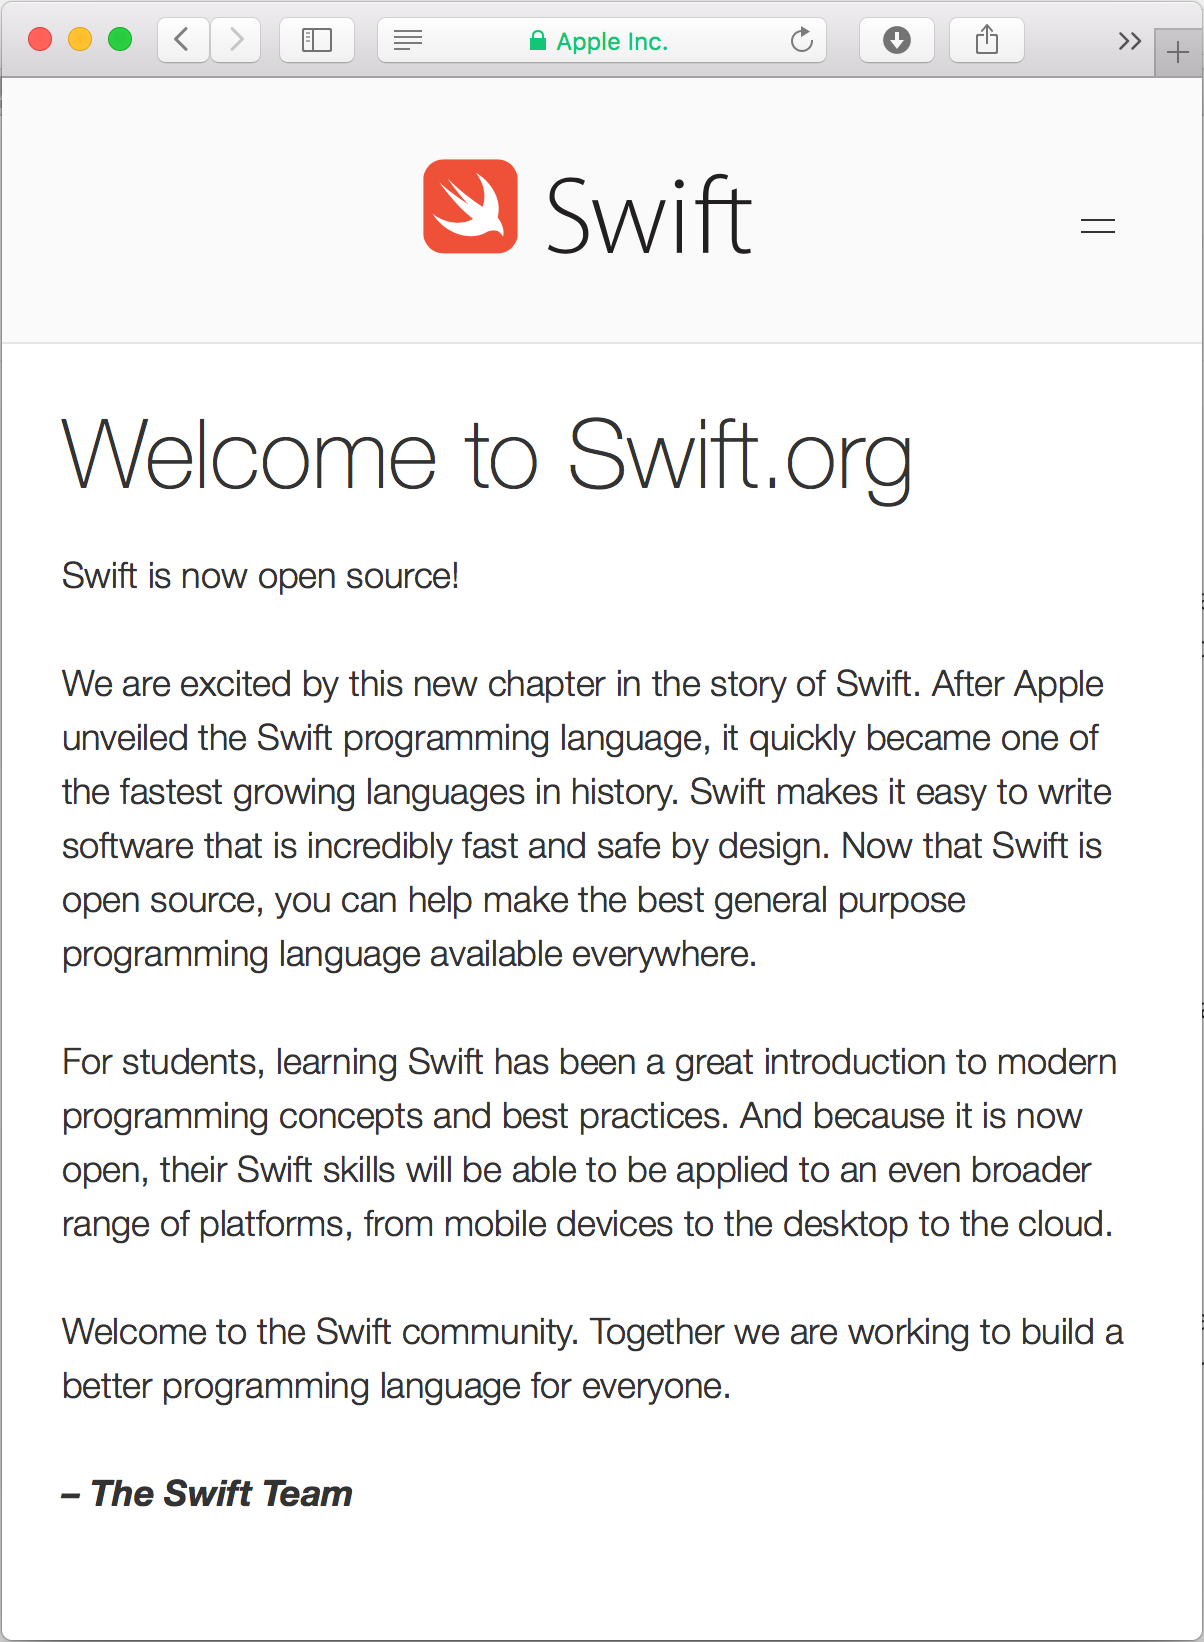 Apple Inc.
Swift
Welcome to Swift.org
Swift is now open source!
We are excited by this new chapter in the story of Swift. After Apple
unveiled the Swift programming language, it quickly became one of
the fastest growing languages in history. Swift makes it easy to write
software that is incredibly fast and safe by design. Now that Swift is
open source, you can help make the best general purpose
programming language available everywhere.
For students, learning Swift has been a great introduction to modern
programming concepts and best practices. And because it is now
open, their Swift skills will be able to be applied to an even broader
range of platforms, from mobile devices to the desktop to the cloud.
Welcome to the Swift community. Together we are working to build a
better programming language for everyone.
– The Swift Team